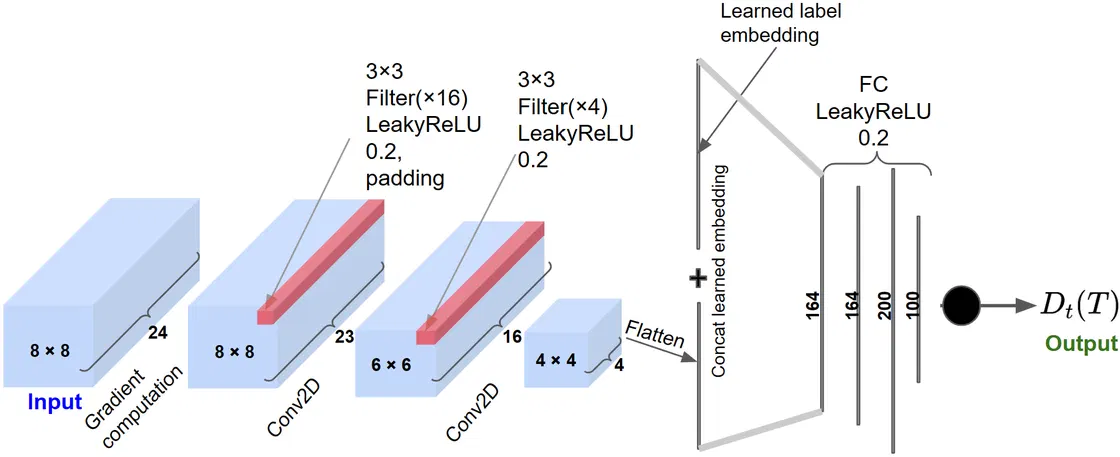 Learned label
embedding
3×3
Filter(×16)
LeakyReLU
0.2,
padding
3×3
Filter(×4)
LeakyReLU
0.2
FC
LeakyReLU
0.2
8 × 8
24
Input
Gradient
computation
8 × 8
23
Conv2D
6 × 6
16
Conv2D
4 × 4
4
Flatten
+
Concat learned embedding
164
164
200
100
Dₜ(T)
Output